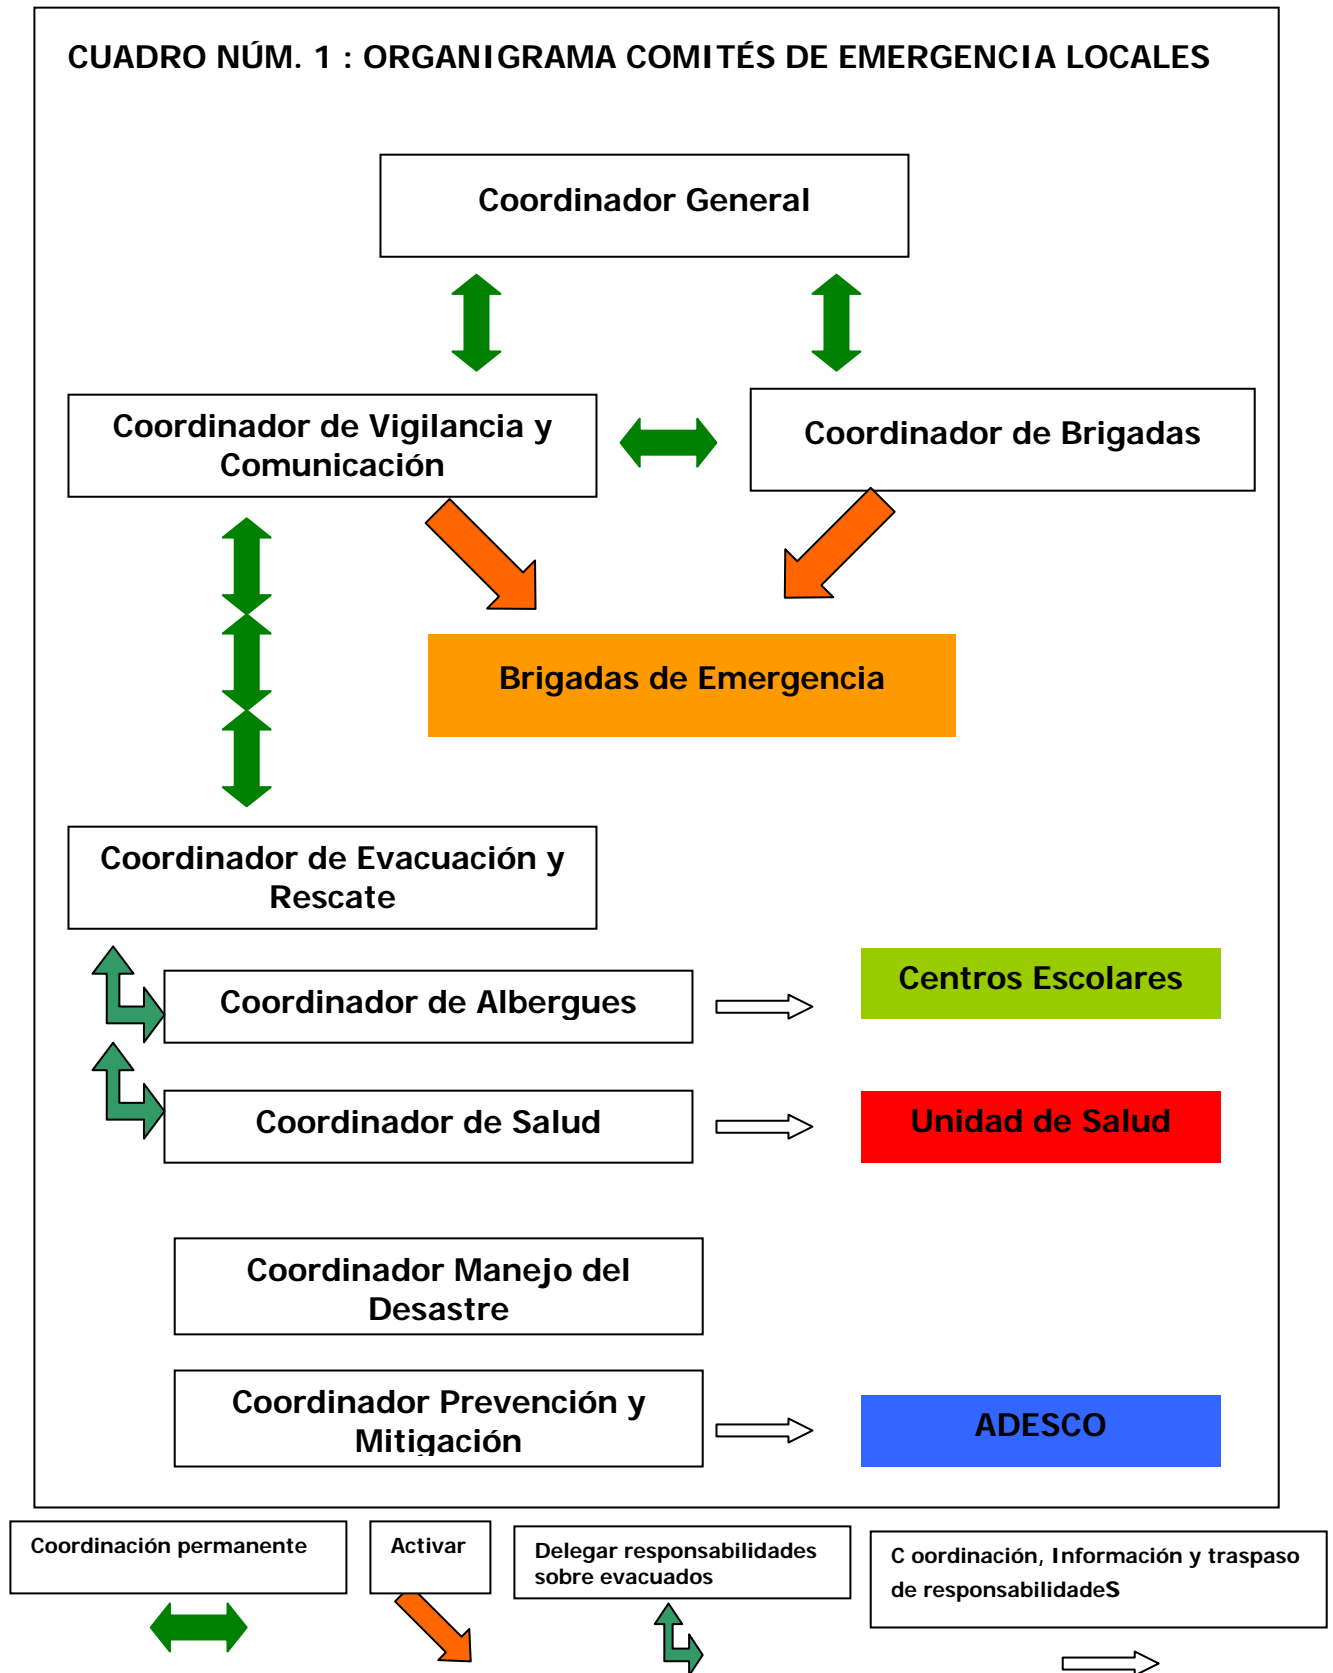 CUADRO NÚM. 1 : ORGANIGRAMA COMITÉS DE EMERGENCIA LOCALES
Coordinador General
Coordinador de Vigilancia y
Comunicación
Coordinador de Brigadas
Brigadas de Emergencia
Coordinador de Evacuación y
Rescate
Coordinador de Albergues
Centros Escolares
Coordinador de Salud
Unidad de Salud
Coordinador Manejo del
Desastre
Coordinador Prevención y
Mitigación
ADESCO
Coordinación permanente
Activar
Delegar responsabilidades
sobre evacuados
C oordinación, Información y traspaso
de responsabilidadeS